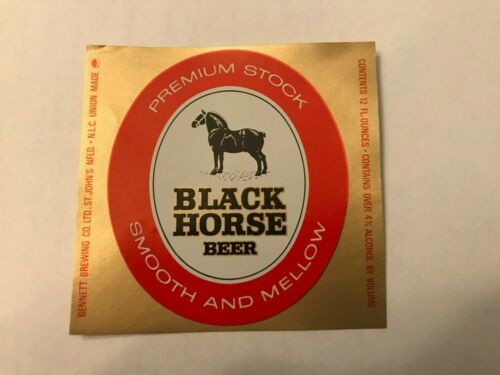 PREMIUM STOCK
BLACK
HORSE
BEER
SMOOTH AND MELLOW
BENNETT BREWING CO. LTD. ST. JOHN'S NFLD. • N.L.C. UNION MADE
CONTENTS 12 FL. OUNCES • CONTAINS OVER 4% ALCOHOL BY VOLUME